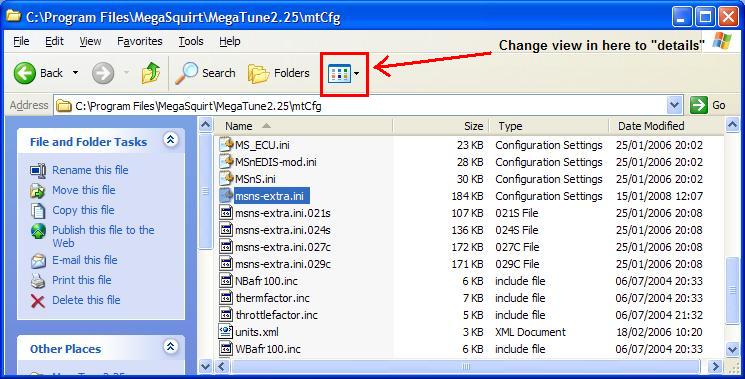 C:\Program Files\MegaSquirt\MegaTune2.25\mtCfg
File Edit View Favorites Tools Help
Change view in here to "details"
Back Search Folders
Address C:\Program Files\MegaSquirt\MegaTune2.25\mtCfg Go
File and Folder Tasks
Rename this file
Move this file
Copy this file
Publish this file to the
Web
E-mail this file
Print this file
Delete this file
Other Places
Name Size Type Date Modified
MS_ECU.ini 23 KB Configuration Settings 25/01/2006 20:02
MSnEDIS-mod.ini 28 KB Configuration Settings 25/01/2006 20:02
MSnS.ini 30 KB Configuration Settings 25/01/2006 20:02
msns-extra.ini 184 KB Configuration Settings 15/01/2008 12:07
msns-extra.ini.021s 107 KB 021S File 25/01/2006 20:08
msns-extra.ini.024s 136 KB 024S File 25/01/2006 20:08
msns-extra.ini.027c 172 KB 027C File 25/01/2006 20:08
msns-extra.ini.029c 171 KB 029C File 25/01/2006 20:08
NBafr100.inc 6 KB include file 06/07/2004 20:32
thermfactor.inc 6 KB include file 06/07/2004 20:32
throttlefactor.inc 5 KB include file 06/07/2004 21:33
units.xml 3 KB XML Document 18/02/2006 10:20
WBafr100.inc 6 KB include file 06/07/2004 20:32